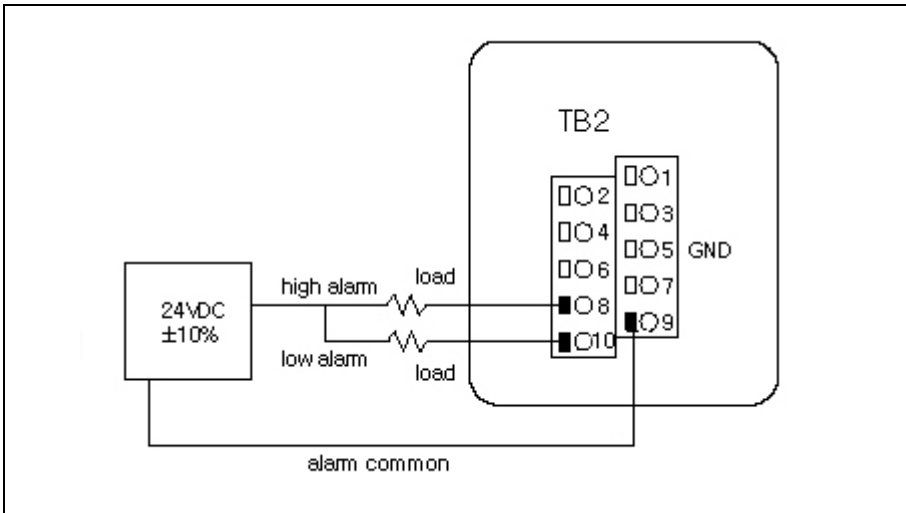 TB2
1
2
3
4
5 GND
6
7
8
9
10
high alarm
load
24VDC
±10%
low alarm
load
alarm common